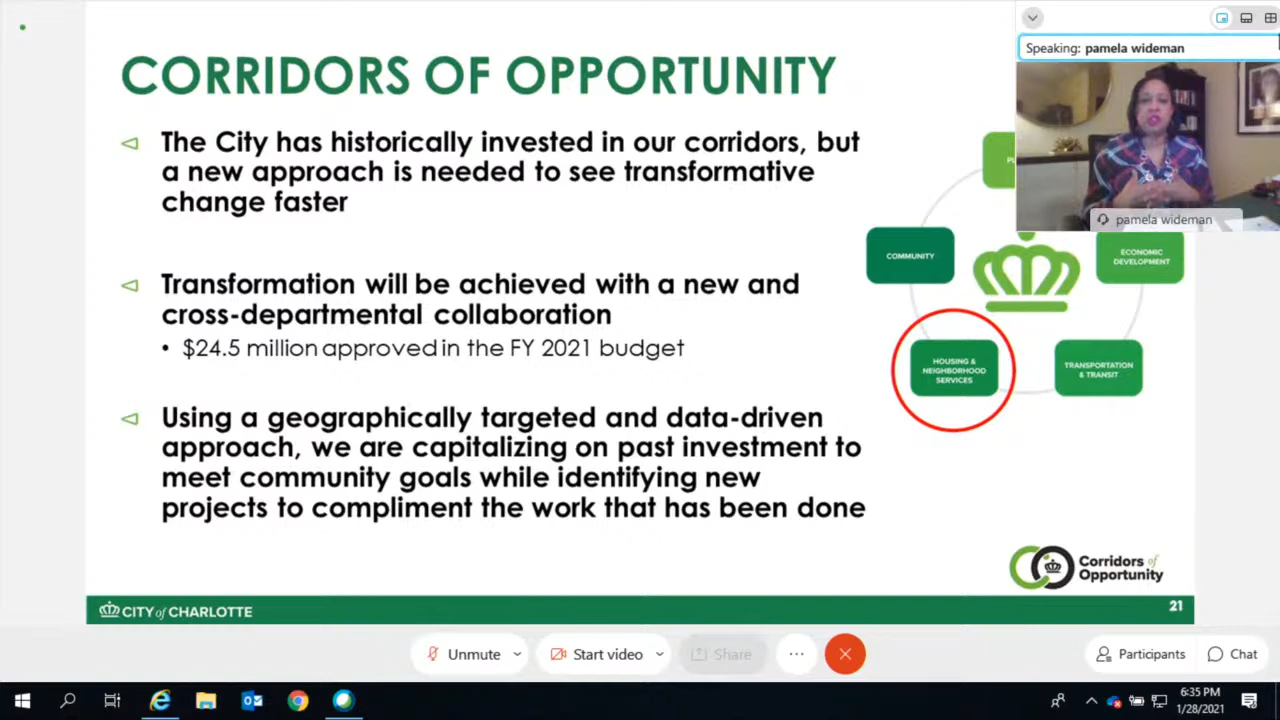 CORRIDORS OF OPPORTUNITY
The City has historically invested in our corridors, but
a new approach is needed to see transformative
change faster
Transformation will be achieved with a new and
cross-departmental collaboration
• $24.5 million approved in the FY 2021 budget
Using a geographically targeted and data-driven
approach, we are capitalizing on past investment to
meet community goals while identifying new
projects to compliment the work that has been done
Speaking: pamela wideman
pamela wideman
COMMUNITY
ECONOMIC
DEVELOPMENT
HOUSING &
NEIGHBORHOOD
SERVICES
TRANSPORTATION
& TRANSIT
Corridors of
Opportunity
CITY of CHARLOTTE
21
Unmute
Start video
Share
Participants
Chat
6:35 PM
1/28/2021